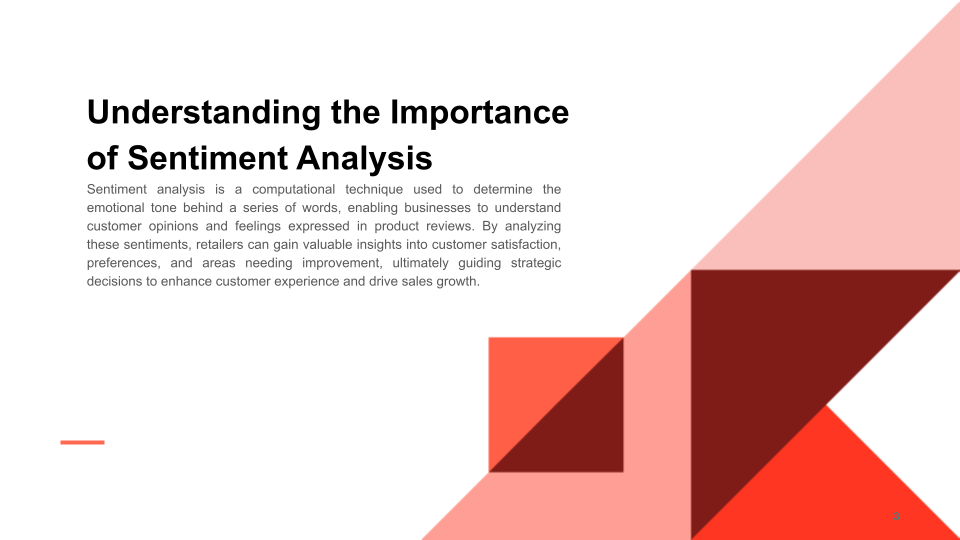 Understanding the Importance
of Sentiment Analysis
Sentiment analysis is a computational technique used to determine the
emotional tone behind a series of words, enabling businesses to understand
customer opinions and feelings expressed in product reviews. By analyzing
these sentiments, retailers can gain valuable insights into customer satisfaction,
preferences, and areas needing improvement, ultimately guiding strategic
decisions to enhance customer experience and drive sales growth.